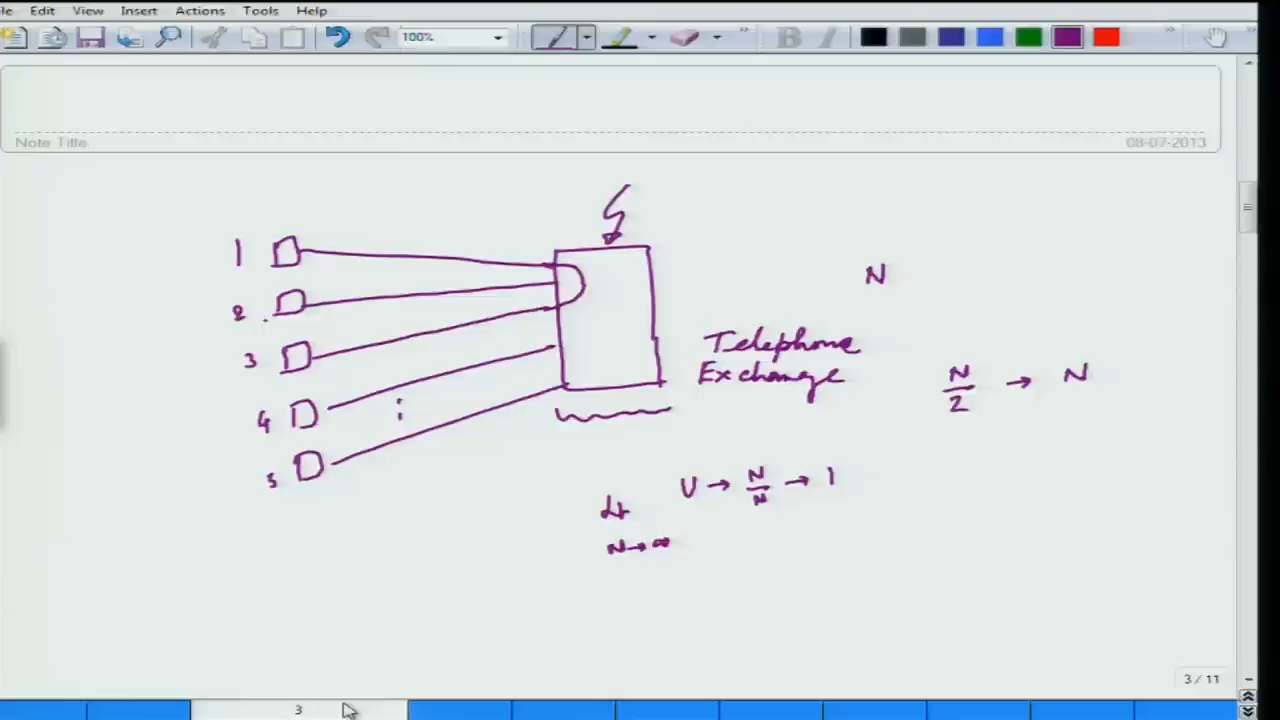 le Edit View Insert Actions Tools Help
100%
B I
Note Title
08-07-2013
1
2
3
4
5
N
Telephone
Exchange
N/2 → N
U → N/N → 1
Lt
N→∞
3 / 11
3